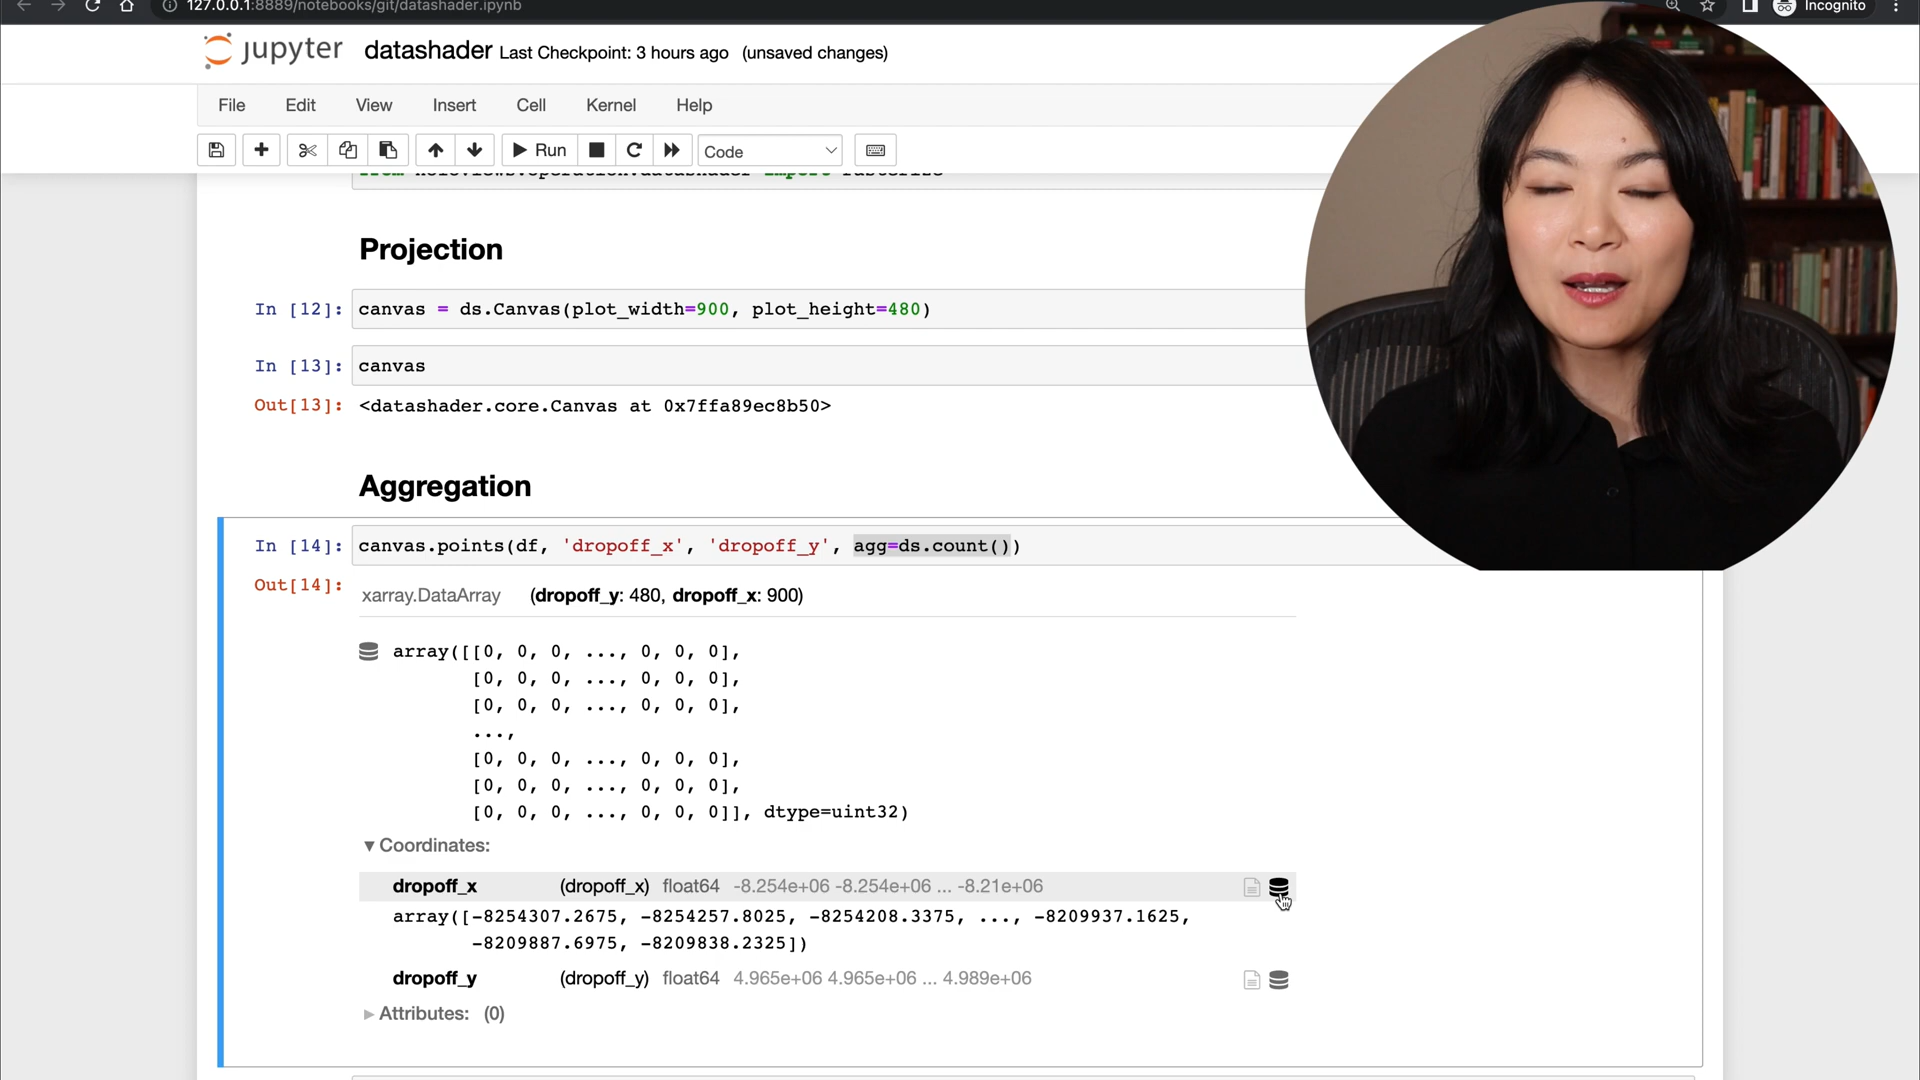 127.0.0.1:8889/notebooks/git/datashader.ipynb
Incognito
jupyter datashader Last Checkpoint: 3 hours ago (unsaved changes)
File Edit View Insert Cell Kernel Help
Run Code
from holoviews.operation.datashader import rasterize
Projection
In [12]: canvas = ds.Canvas(plot_width=900, plot_height=480)
In [13]: canvas
Out[13]: <datashader.core.Canvas at 0x7ffa89ec8b50>
Aggregation
In [14]: canvas.points(df, 'dropoff_x', 'dropoff_y', agg=ds.count())
Out[14]: xarray.DataArray (dropoff_y: 480, dropoff_x: 900)
array([[0, 0, 0, ..., 0, 0, 0],
[0, 0, 0, ..., 0, 0, 0],
[0, 0, 0, ..., 0, 0, 0],
...,
[0, 0, 0, ..., 0, 0, 0],
[0, 0, 0, ..., 0, 0, 0],
[0, 0, 0, ..., 0, 0, 0]], dtype=uint32)
▼ Coordinates:
dropoff_x (dropoff_x) float64 -8.254e+06 -8.254e+06 ... -8.21e+06
array([-8254307.2675, -8254257.8025, -8254208.3375, ..., -8209937.1625,
-8209887.6975, -8209838.2325])
dropoff_y (dropoff_y) float64 4.965e+06 4.965e+06 ... 4.989e+06
► Attributes: (0)